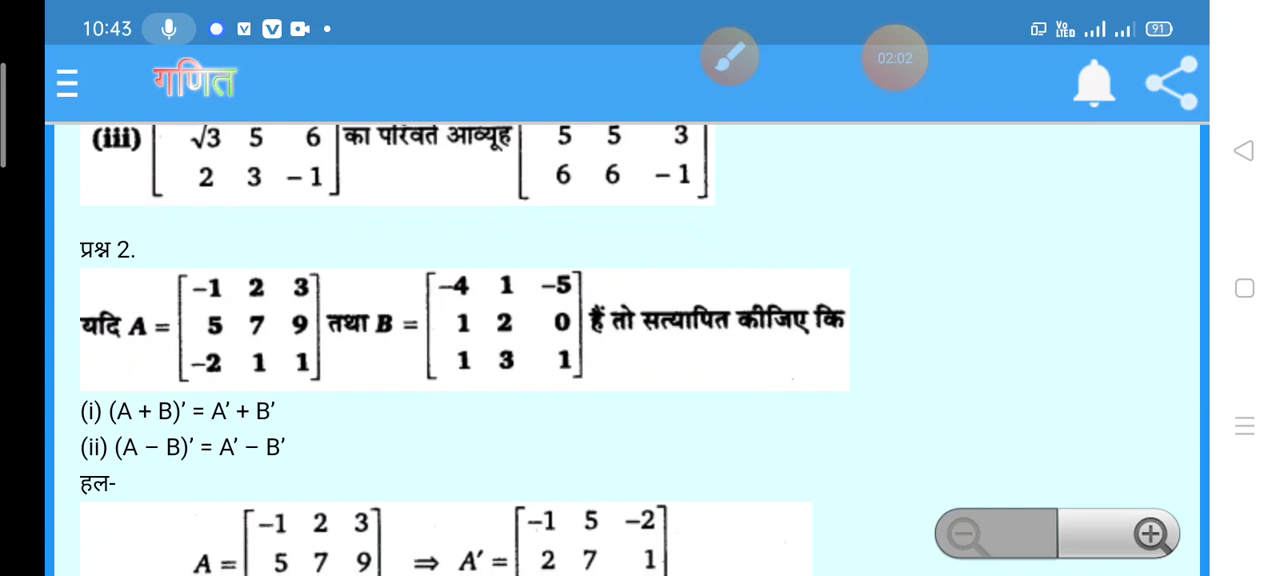 10:43
Vo LTED 91
गणित
02:02
(iii) [ √3 5 6 ] का परिवर्त आव्यूह [ 5 5 3 ]
2 3 – 1 6 6 – 1
प्रश्न 2.
–1 2 3 –4 1 –5
यदि A = 5 7 9 तथा B = 1 2 0 हैं तो सत्यापित कीजिए कि
–2 1 1 1 3 1
(i) (A + B)’ = A’ + B’
(ii) (A – B)’ = A’ – B’
हल-
–1 2 3 –1 5 –2
A = 5 7 9 ⇒ A′ = 2 7 1